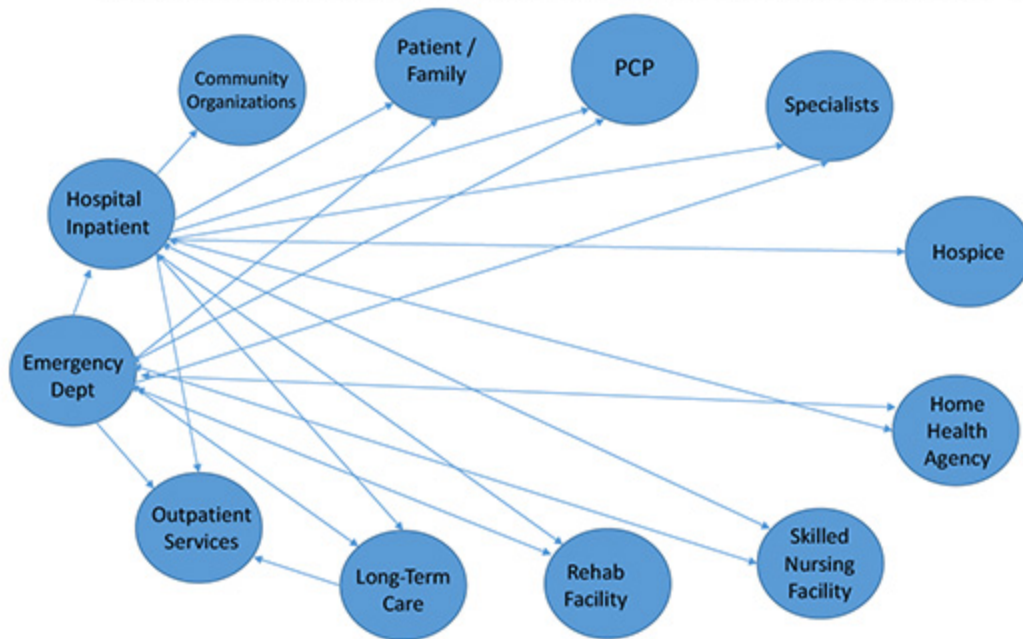 Patient /
Family
PCP
Community
Organizations
Specialists
Hospital
Inpatient
Hospice
Emergency
Dept
Home
Health
Agency
Outpatient
Services
Long-Term
Care
Rehab
Facility
Skilled
Nursing
Facility